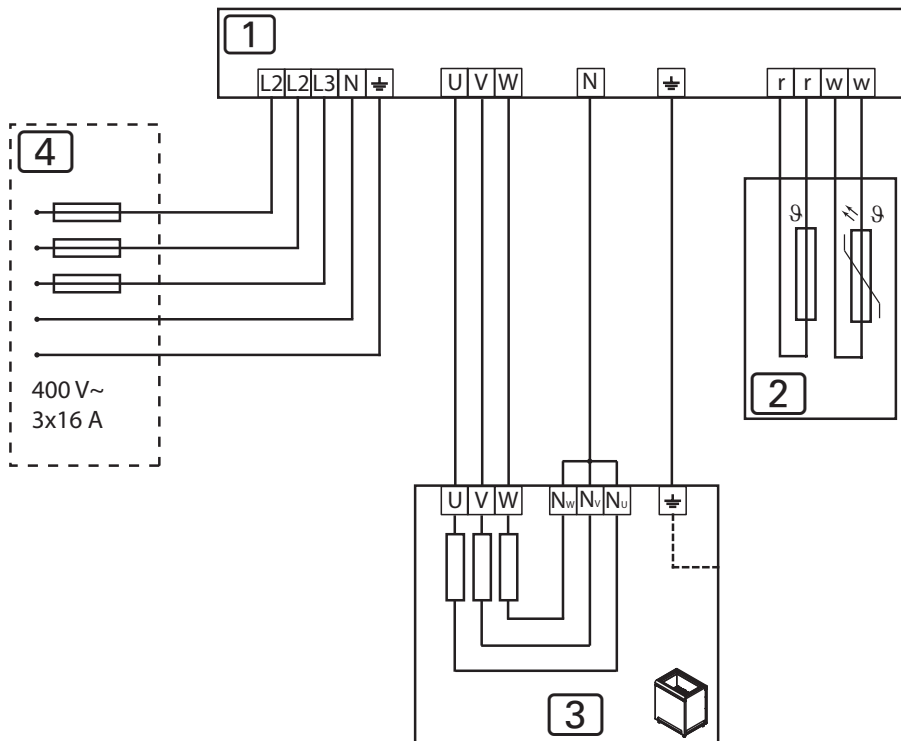 1
L2 L2 L3 N U V W N r r w w
4
ϑ ϑ
400 V~
3x16 A
2
U V W NW NV NU
3